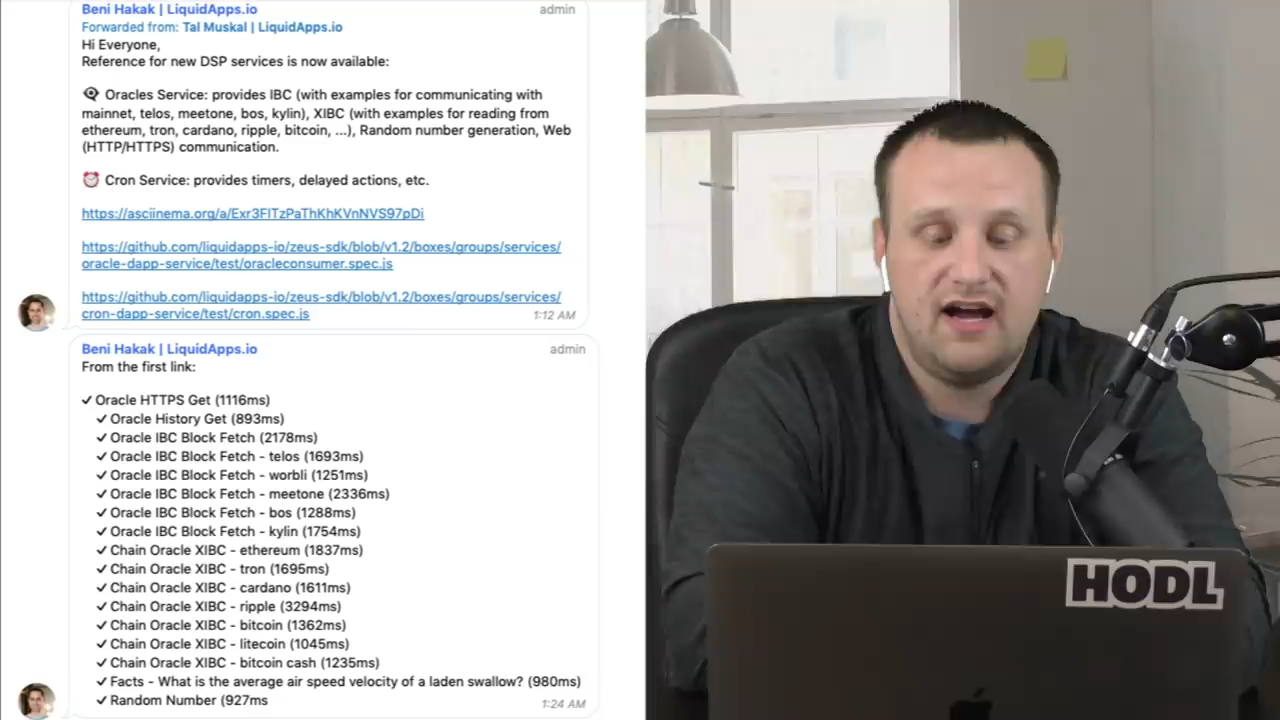 Beni Hakak | LiquidApps.io admin
Forwarded from: Tal Muskal | LiquidApps.io
Hi Everyone,
Reference for new DSP services is now available:
Oracles Service: provides IBC (with examples for communicating with
mainnet, telos, meetone, bos, kylin), XIBC (with examples for reading from
ethereum, tron, cardano, ripple, bitcoin, ...), Random number generation, Web
(HTTP/HTTPS) communication.
Cron Service: provides timers, delayed actions, etc.
https://asciinema.org/a/Exr3FlTzPaThKhKVnNVS97pDi
https://github.com/liquidapps-io/zeus-sdk/blob/v1.2/boxes/groups/services/
oracle-dapp-service/test/oracleconsumer.spec.js
https://github.com/liquidapps-io/zeus-sdk/blob/v1.2/boxes/groups/services/
cron-dapp-service/test/cron.spec.js 1:12 AM
Beni Hakak | LiquidApps.io admin
From the first link:
✓ Oracle HTTPS Get (1116ms)
✓ Oracle History Get (893ms)
✓ Oracle IBC Block Fetch (2178ms)
✓ Oracle IBC Block Fetch - telos (1693ms)
✓ Oracle IBC Block Fetch - worbli (1251ms)
✓ Oracle IBC Block Fetch - meetone (2336ms)
✓ Oracle IBC Block Fetch - bos (1288ms)
✓ Oracle IBC Block Fetch - kylin (1754ms)
✓ Chain Oracle XIBC - ethereum (1837ms)
✓ Chain Oracle XIBC - tron (1695ms)
✓ Chain Oracle XIBC - cardano (1611ms)
✓ Chain Oracle XIBC - ripple (3294ms)
✓ Chain Oracle XIBC - bitcoin (1362ms)
✓ Chain Oracle XIBC - litecoin (1045ms)
✓ Chain Oracle XIBC - bitcoin cash (1235ms)
✓ Facts - What is the average air speed velocity of a laden swallow? (980ms)
✓ Random Number (927ms 1:24 AM
HODL